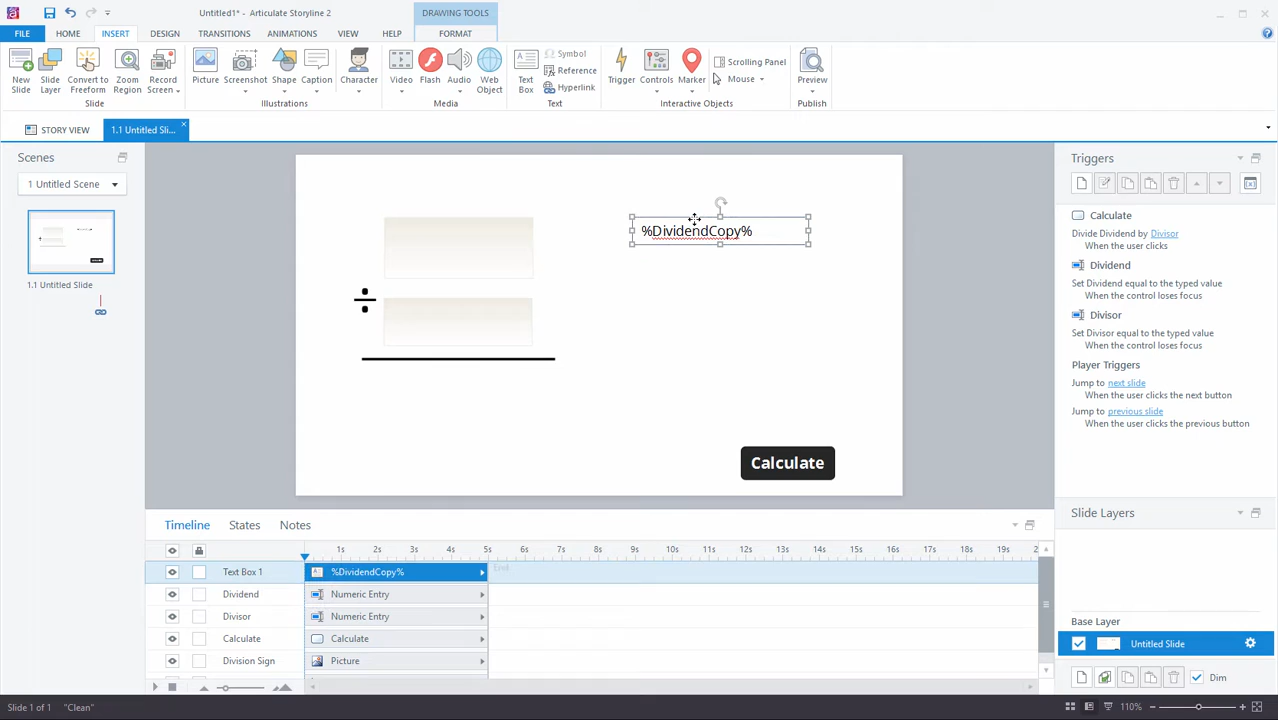 Untitled1* - Articulate Storyline 2
DRAWING TOOLS
FILE HOME INSERT DESIGN TRANSITIONS ANIMATIONS VIEW HELP FORMAT
New Slide
Slide Layer
Convert to Freeform
Zoom Region
Record Screen
Slide
Picture
Screenshot
Shape
Caption
Character
Illustrations
Video
Flash
Audio
Web Object
Media
Text Box
Symbol
Reference
Hyperlink
Text
Trigger
Controls
Marker
Scrolling Panel
Mouse
Interactive Objects
Preview
Publish
STORY VIEW
1.1 Untitled Sli...
Scenes
1 Untitled Scene
1.1 Untitled Slide
%DividendCopy%
÷
Calculate
Triggers
Calculate
Divide Dividend by Divisor
When the user clicks
Dividend
Set Dividend equal to the typed value
When the control loses focus
Divisor
Set Divisor equal to the typed value
When the control loses focus
Player Triggers
Jump to next slide
When the user clicks the next button
Jump to previous slide
When the user clicks the previous button
Timeline States Notes
1s 2s 3s 4s 5s 6s 7s 8s 9s 10s 11s 12s 13s 14s 15s 16s 17s 18s 19s 2
Text Box 1 %DividendCopy% End
Dividend Numeric Entry
Divisor Numeric Entry
Calculate Calculate
Division Sign Picture
Slide Layers
Base Layer
Untitled Slide
Dim
Slide 1 of 1 "Clean" 110%